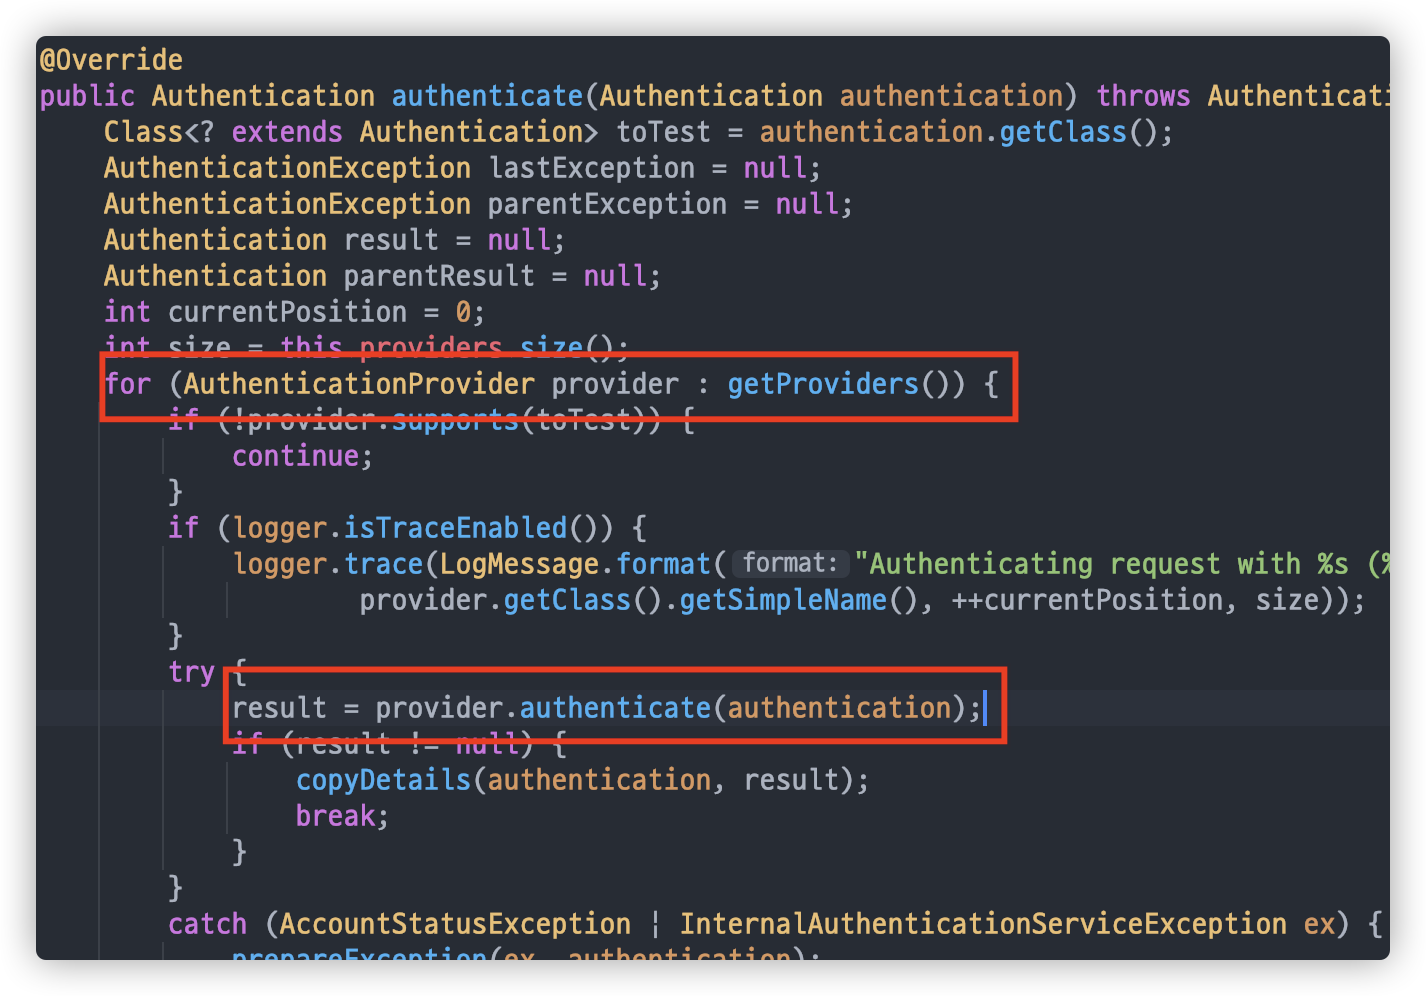 @Override
public Authentication authenticate(Authentication authentication) throws Authenticati
Class<? extends Authentication> toTest = authentication.getClass();
AuthenticationException lastException = null;
AuthenticationException parentException = null;
Authentication result = null;
Authentication parentResult = null;
int currentPosition = 0;
int size = this.providers.size();
for (AuthenticationProvider provider : getProviders()) {
if (!provider.supports(toTest)) {
continue;
}
if (logger.isTraceEnabled()) {
logger.trace(LogMessage.format( format: "Authenticating request with %s (%
provider.getClass().getSimpleName(), ++currentPosition, size));
}
try {
result = provider.authenticate(authentication);
if (result != null) {
copyDetails(authentication, result);
break;
}
}
catch (AccountStatusException | InternalAuthenticationServiceException ex) {
prepareException(ex, authentication);